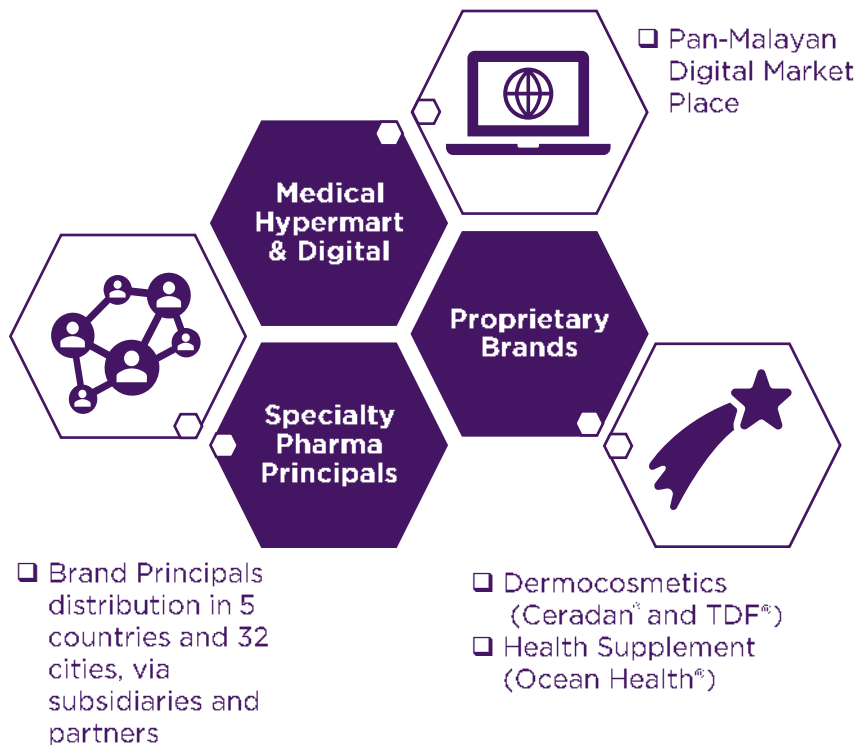 ❑ Pan-Malayan
Digital Market
Place
Medical
Hypermart
& Digital
Proprietary
Brands
Specialty
Pharma
Principals
❑ Brand Principals
distribution in 5
countries and 32
cities, via
subsidiaries and
partners
❑ Dermocosmetics
(Ceradan® and TDF®)
❑ Health Supplement
(Ocean Health®)